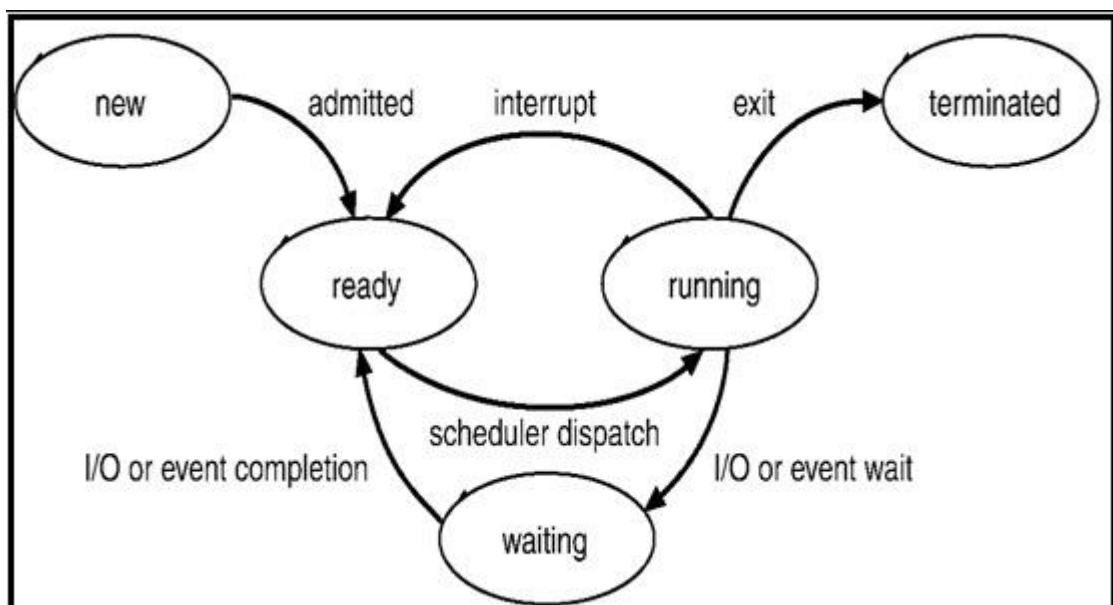 new
admitted
interrupt
exit
terminated
ready
running
scheduler dispatch
I/O or event completion
I/O or event wait
waiting